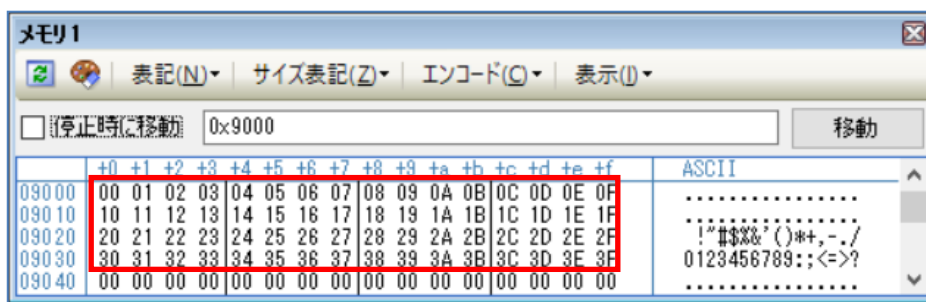 メモリ1
表記(N)▾ サイズ表記(Z)▾ エンコード(C)▾ 表示(I)▾
停止時に移動 0x9000 移動
+0 +1 +2 +3 +4 +5 +6 +7 +8 +9 +a +b +c +d +e +f ASCII
09000 00 01 02 03 04 05 06 07 08 09 0A 0B 0C 0D 0E 0F ................
09010 10 11 12 13 14 15 16 17 18 19 1A 1B 1C 1D 1E 1F ................
09020 20 21 22 23 24 25 26 27 28 29 2A 2B 2C 2D 2E 2F !"#$%&'()*+,-./
09030 30 31 32 33 34 35 36 37 38 39 3A 3B 3C 3D 3E 3F 0123456789:;<=>?
09040 00 00 00 00 00 00 00 00 00 00 00 00 00 00 00 00 ................